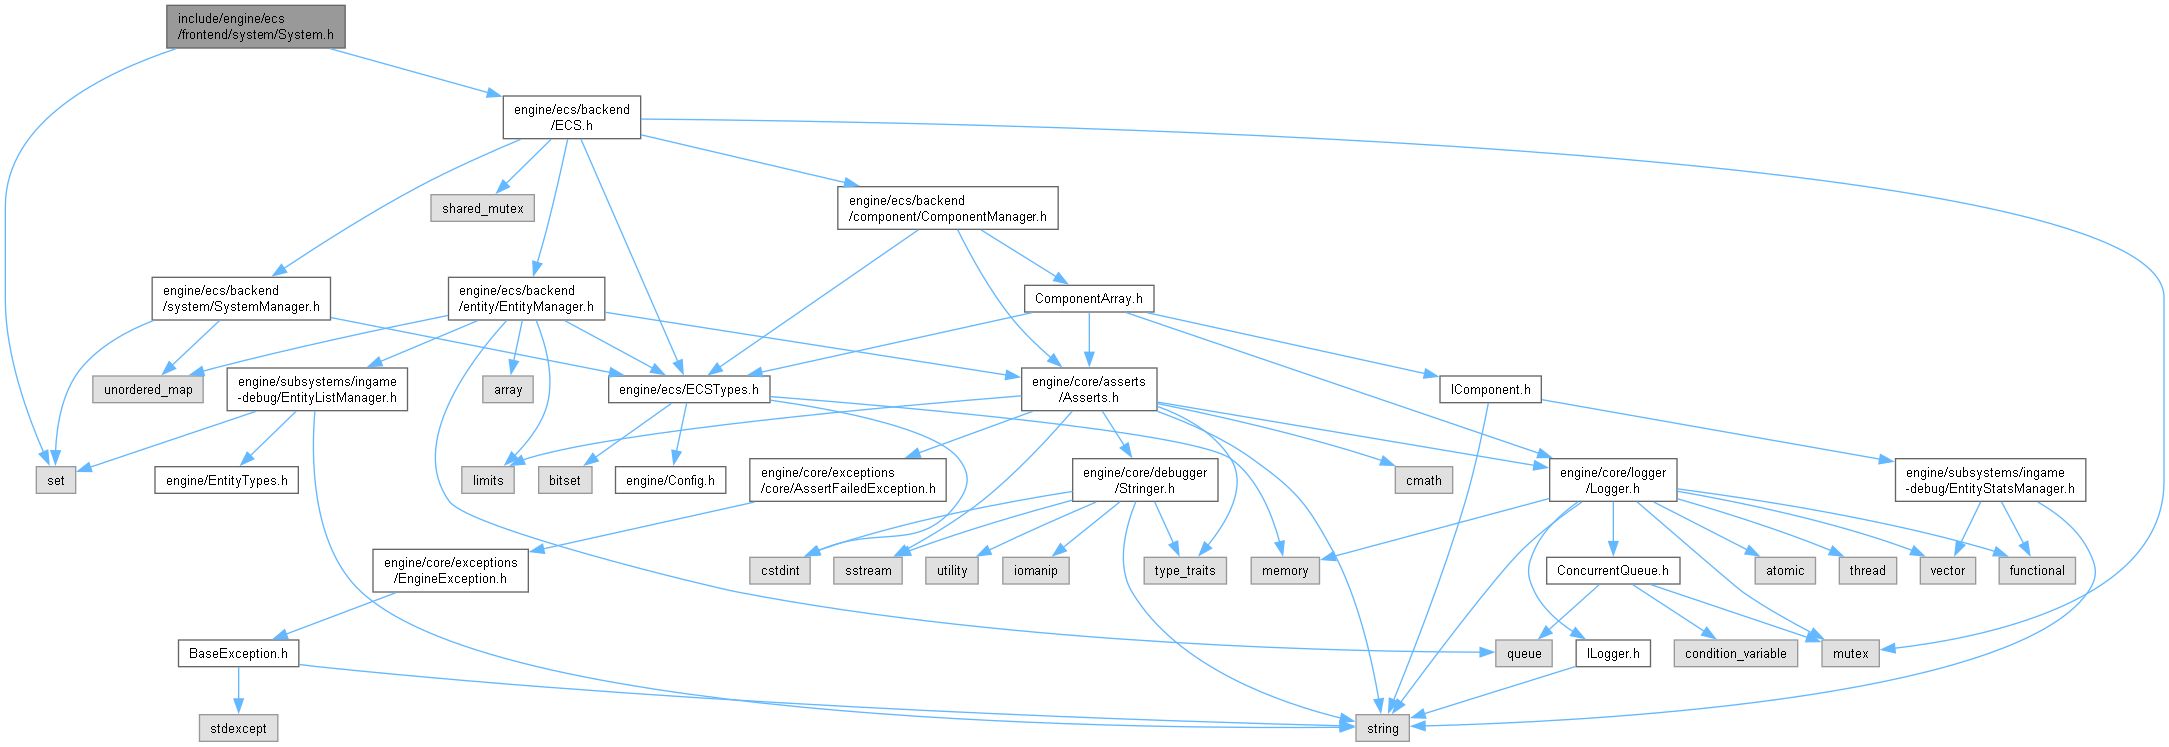 include/engine/ecs
/frontend/system/System.h
engine/ecs/backend
/ECS.h
shared_mutex
engine/ecs/backend
/component/ComponentManager.h
engine/ecs/backend
/system/SystemManager.h
engine/ecs/backend
/entity/EntityManager.h
ComponentArray.h
unordered_map
engine/subsystems/ingame
-debug/EntityListManager.h
array
engine/ecs/ECSTypes.h
engine/core/asserts
/Asserts.h
IComponent.h
set
engine/EntityTypes.h
limits
bitset
engine/Config.h
engine/core/exceptions
/core/AssertFailedException.h
engine/core/debugger
/Stringer.h
cmath
engine/core/logger
/Logger.h
engine/subsystems/ingame
-debug/EntityStatsManager.h
engine/core/exceptions
/EngineException.h
cstdint
sstream
utility
iomanip
type_traits
memory
ConcurrentQueue.h
atomic
thread
vector
functional
BaseException.h
queue
ILogger.h
condition_variable
mutex
stdexcept
string